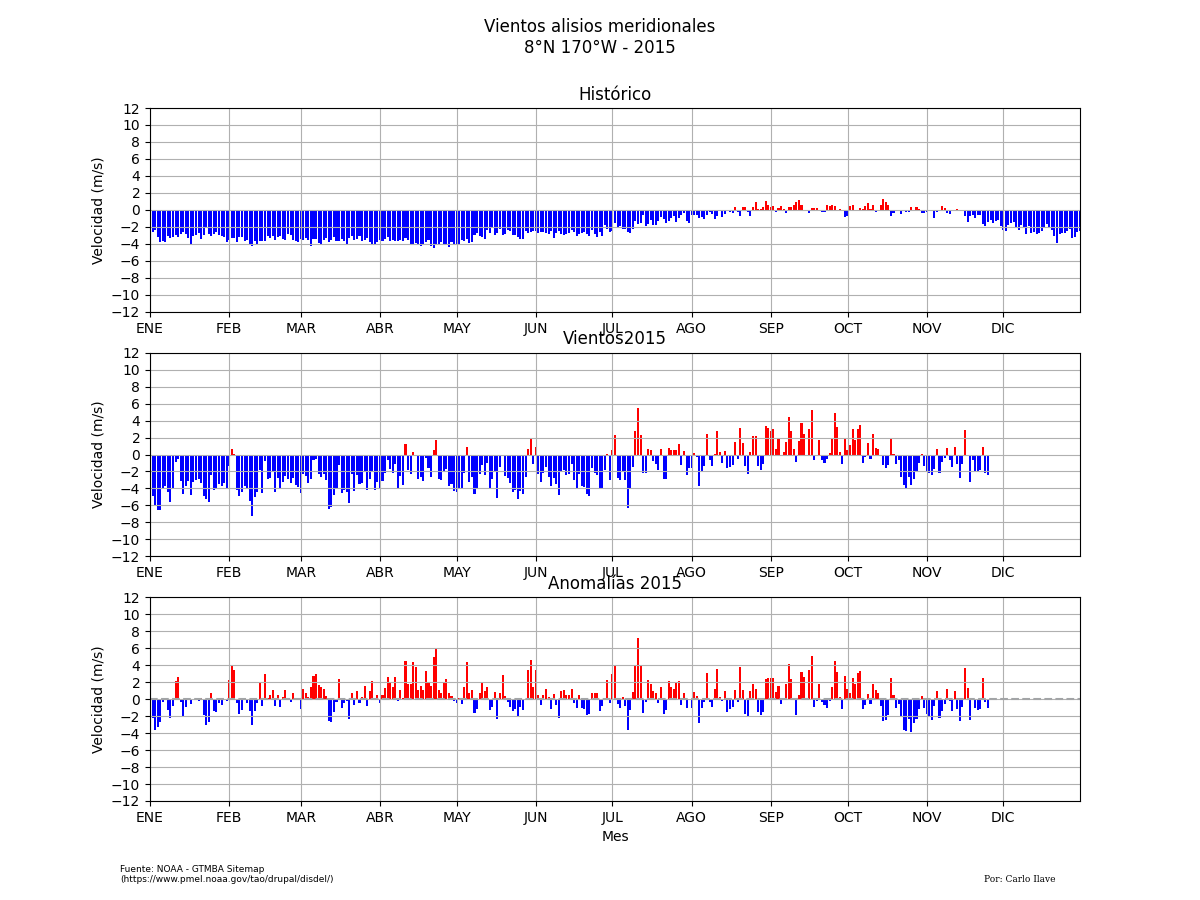 Vientos alisios meridionales
8°N 170°W - 2015
Histórico
12
10
8
6
4
2
0
−2
−4
−6
−8
−10
−12
Velocidad (m/s)
ENE FEB MAR ABR MAY JUN JUL AGO SEP OCT NOV DIC
Vientos2015
12
10
8
6
4
2
0
−2
−4
−6
−8
−10
−12
Velocidad (m/s)
ENE FEB MAR ABR MAY JUN JUL AGO SEP OCT NOV DIC
Anomalías 2015
12
10
8
6
4
2
0
−2
−4
−6
−8
−10
−12
Velocidad (m/s)
ENE FEB MAR ABR MAY JUN JUL AGO SEP OCT NOV DIC
Mes
Fuente: NOAA - GTMBA Sitemap
(https://www.pmel.noaa.gov/tao/drupal/disdel/)
Por: Carlo Ilave